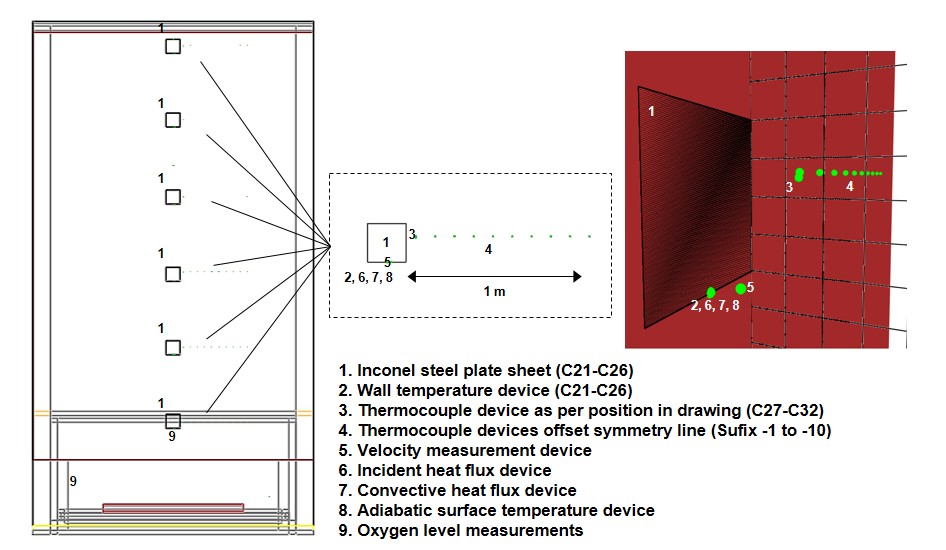 1
1
1
1
1
1
9
9
1
3
4
5
2, 6, 7, 8
1 m
1
3
4
5
2, 6, 7, 8
1. Inconel steel plate sheet (C21-C26)
2. Wall temperature device (C21-C26)
3. Thermocouple device as per position in drawing (C27-C32)
4. Thermocouple devices offset symmetry line (Sufix -1 to -10)
5. Velocity measurement device
6. Incident heat flux device
7. Convective heat flux device
8. Adiabatic surface temperature device
9. Oxygen level measurements